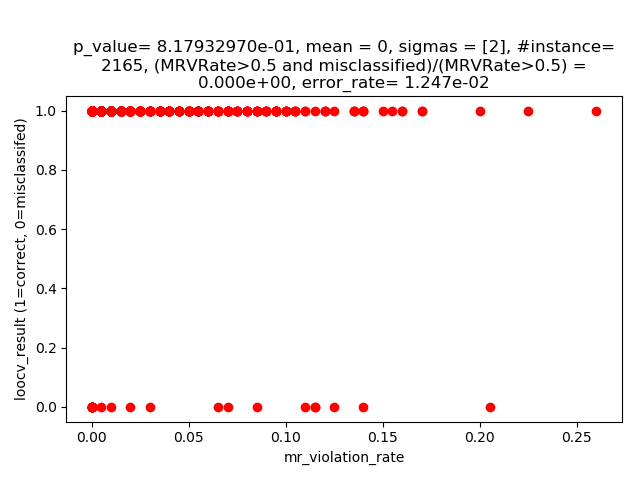 p_value= 8.17932970e-01, mean = 0, sigmas = [2], #instance=
2165, (MRVRate>0.5 and misclassified)/(MRVRate>0.5) =
0.000e+00, error_rate= 1.247e-02
loocv_result (1=correct, 0=misclassifed)
1.0
0.8
0.6
0.4
0.2
0.0
0.00 0.05 0.10 0.15 0.20 0.25
mr_violation_rate